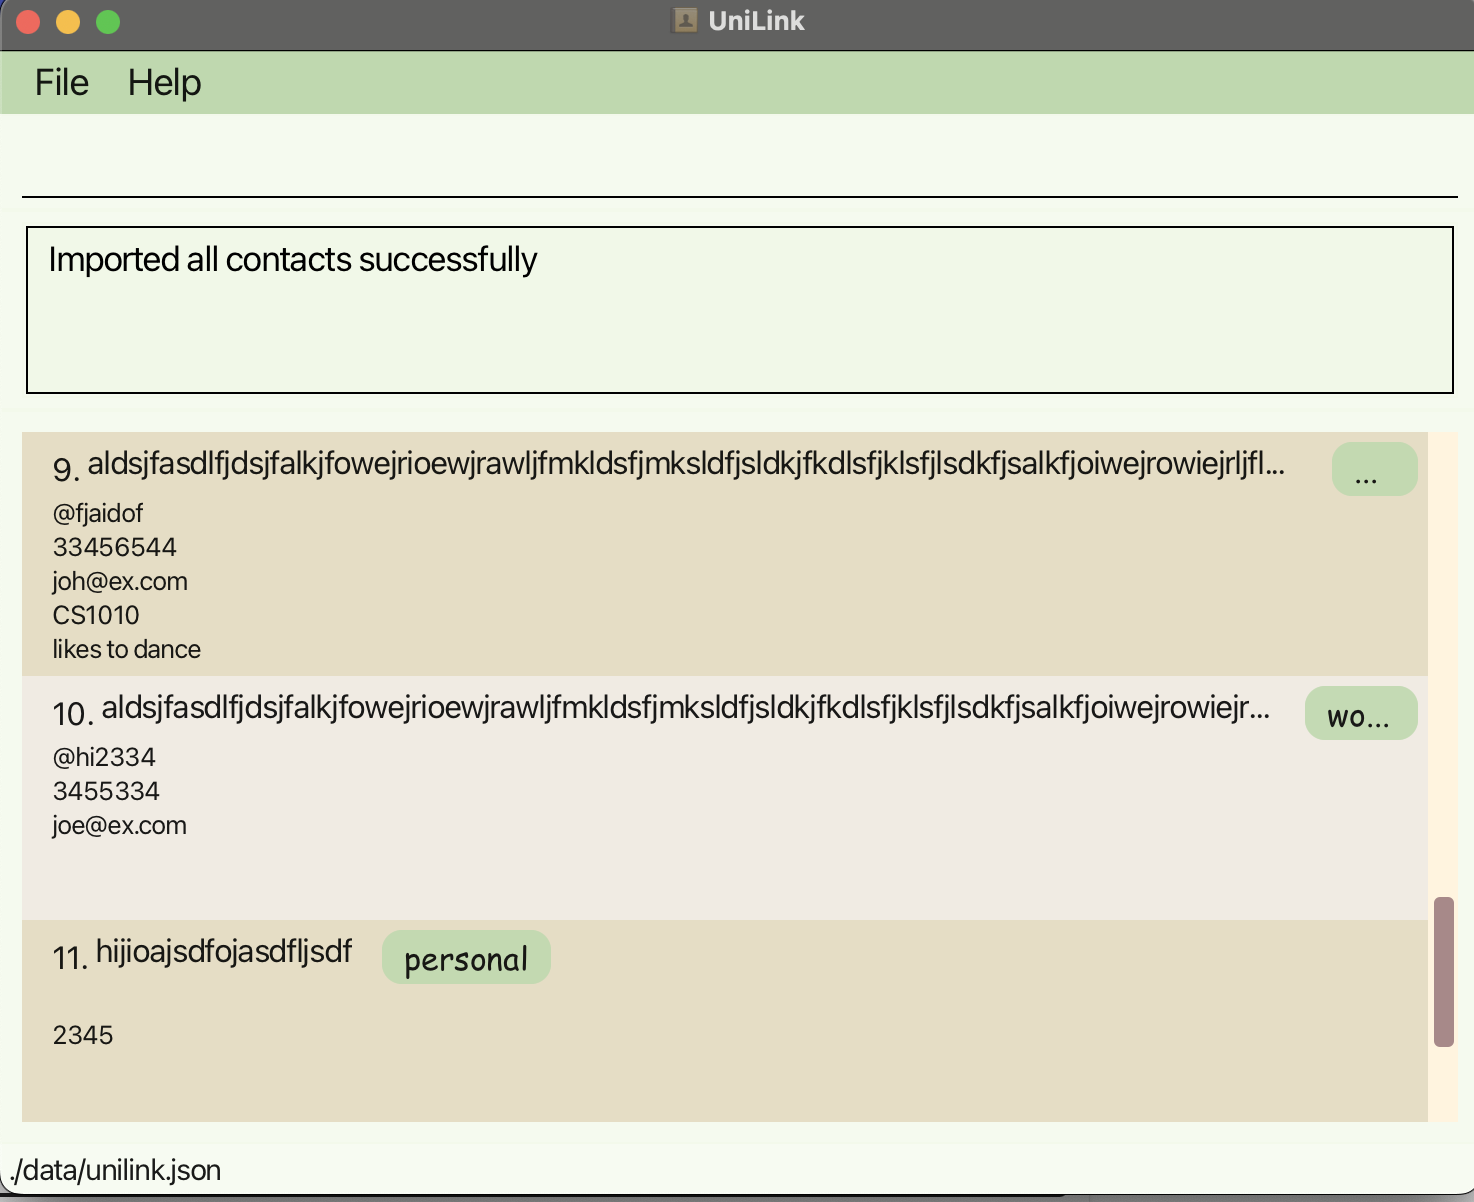 UniLink
File Help
Imported all contacts successfully
9. aldsjfasdlfjdsjfalkjfowejrioewjrawljfmkldsfjmksldfjsldkjfkdlsfjklsfjlsdkfjsalkfjoiwejrowiejrljfl... ...
@fjaidof
33456544
joh@ex.com
CS1010
likes to dance
10. aldsjfasdlfjdsjfalkjfowejrioewjrawljfmkldsfjmksldfjsldkjfkdlsfjklsfjlsdkfjsalkfjoiwejrowiejr... wo...
@hi2334
3455334
joe@ex.com
11. hijioajsdfojasdfljsdf personal
2345
./data/unilink.json